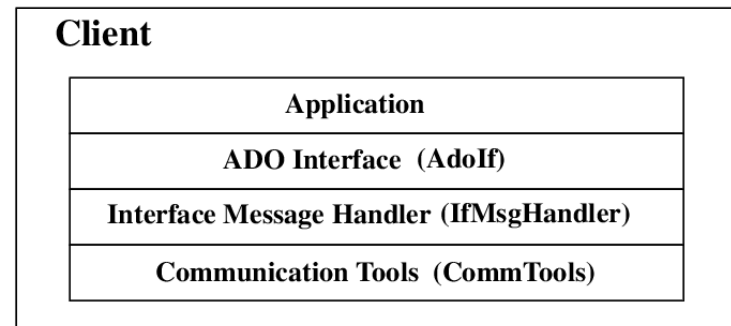 Client
Application
ADO Interface (AdoIf)
Interface Message Handler (IfMsgHandler)
Communication Tools (CommTools)